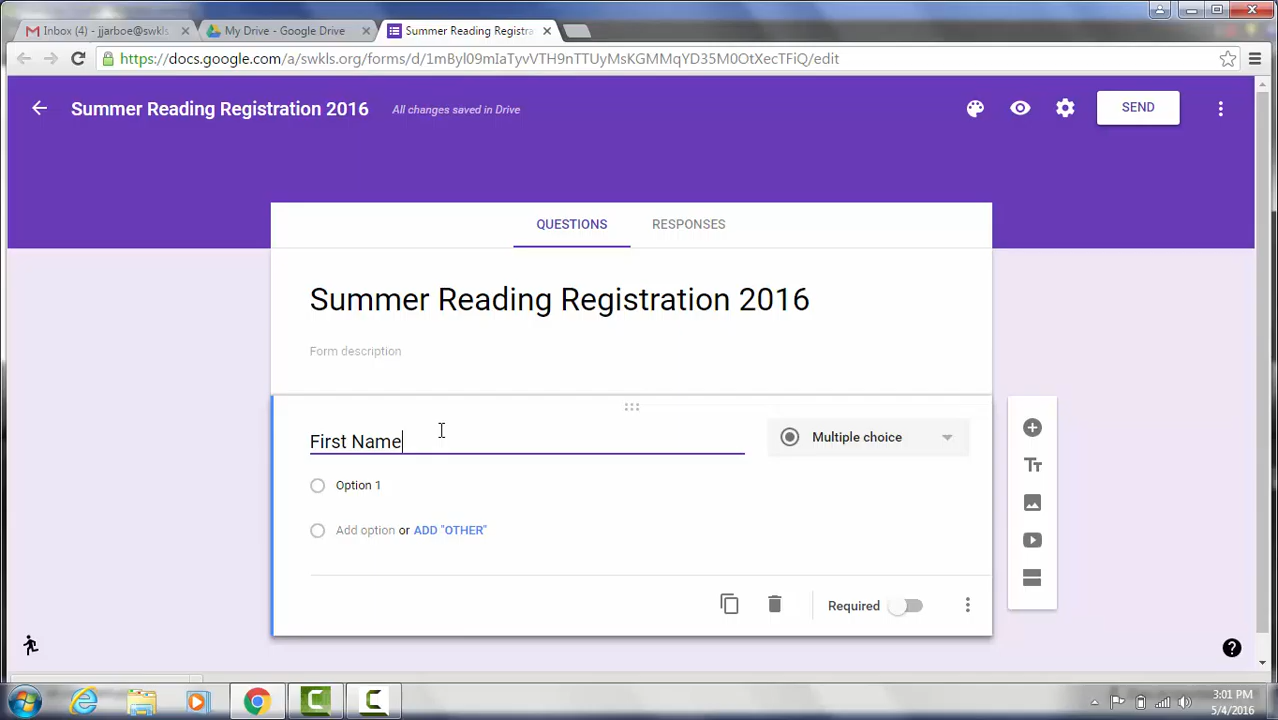 Inbox (4) - jjarboe@swkls
My Drive - Google Drive
Summer Reading Registra
https://docs.google.com/a/swkls.org/forms/d/1mByl09mIaTyvVTH9nTTUyMsKGMMqYD35M0OtXecTFiQ/edit
Summer Reading Registration 2016
All changes saved in Drive
SEND
QUESTIONS
RESPONSES
Summer Reading Registration 2016
Form description
First Name
Multiple choice
Option 1
Add option or ADD "OTHER"
Required
3:01 PM
5/4/2016